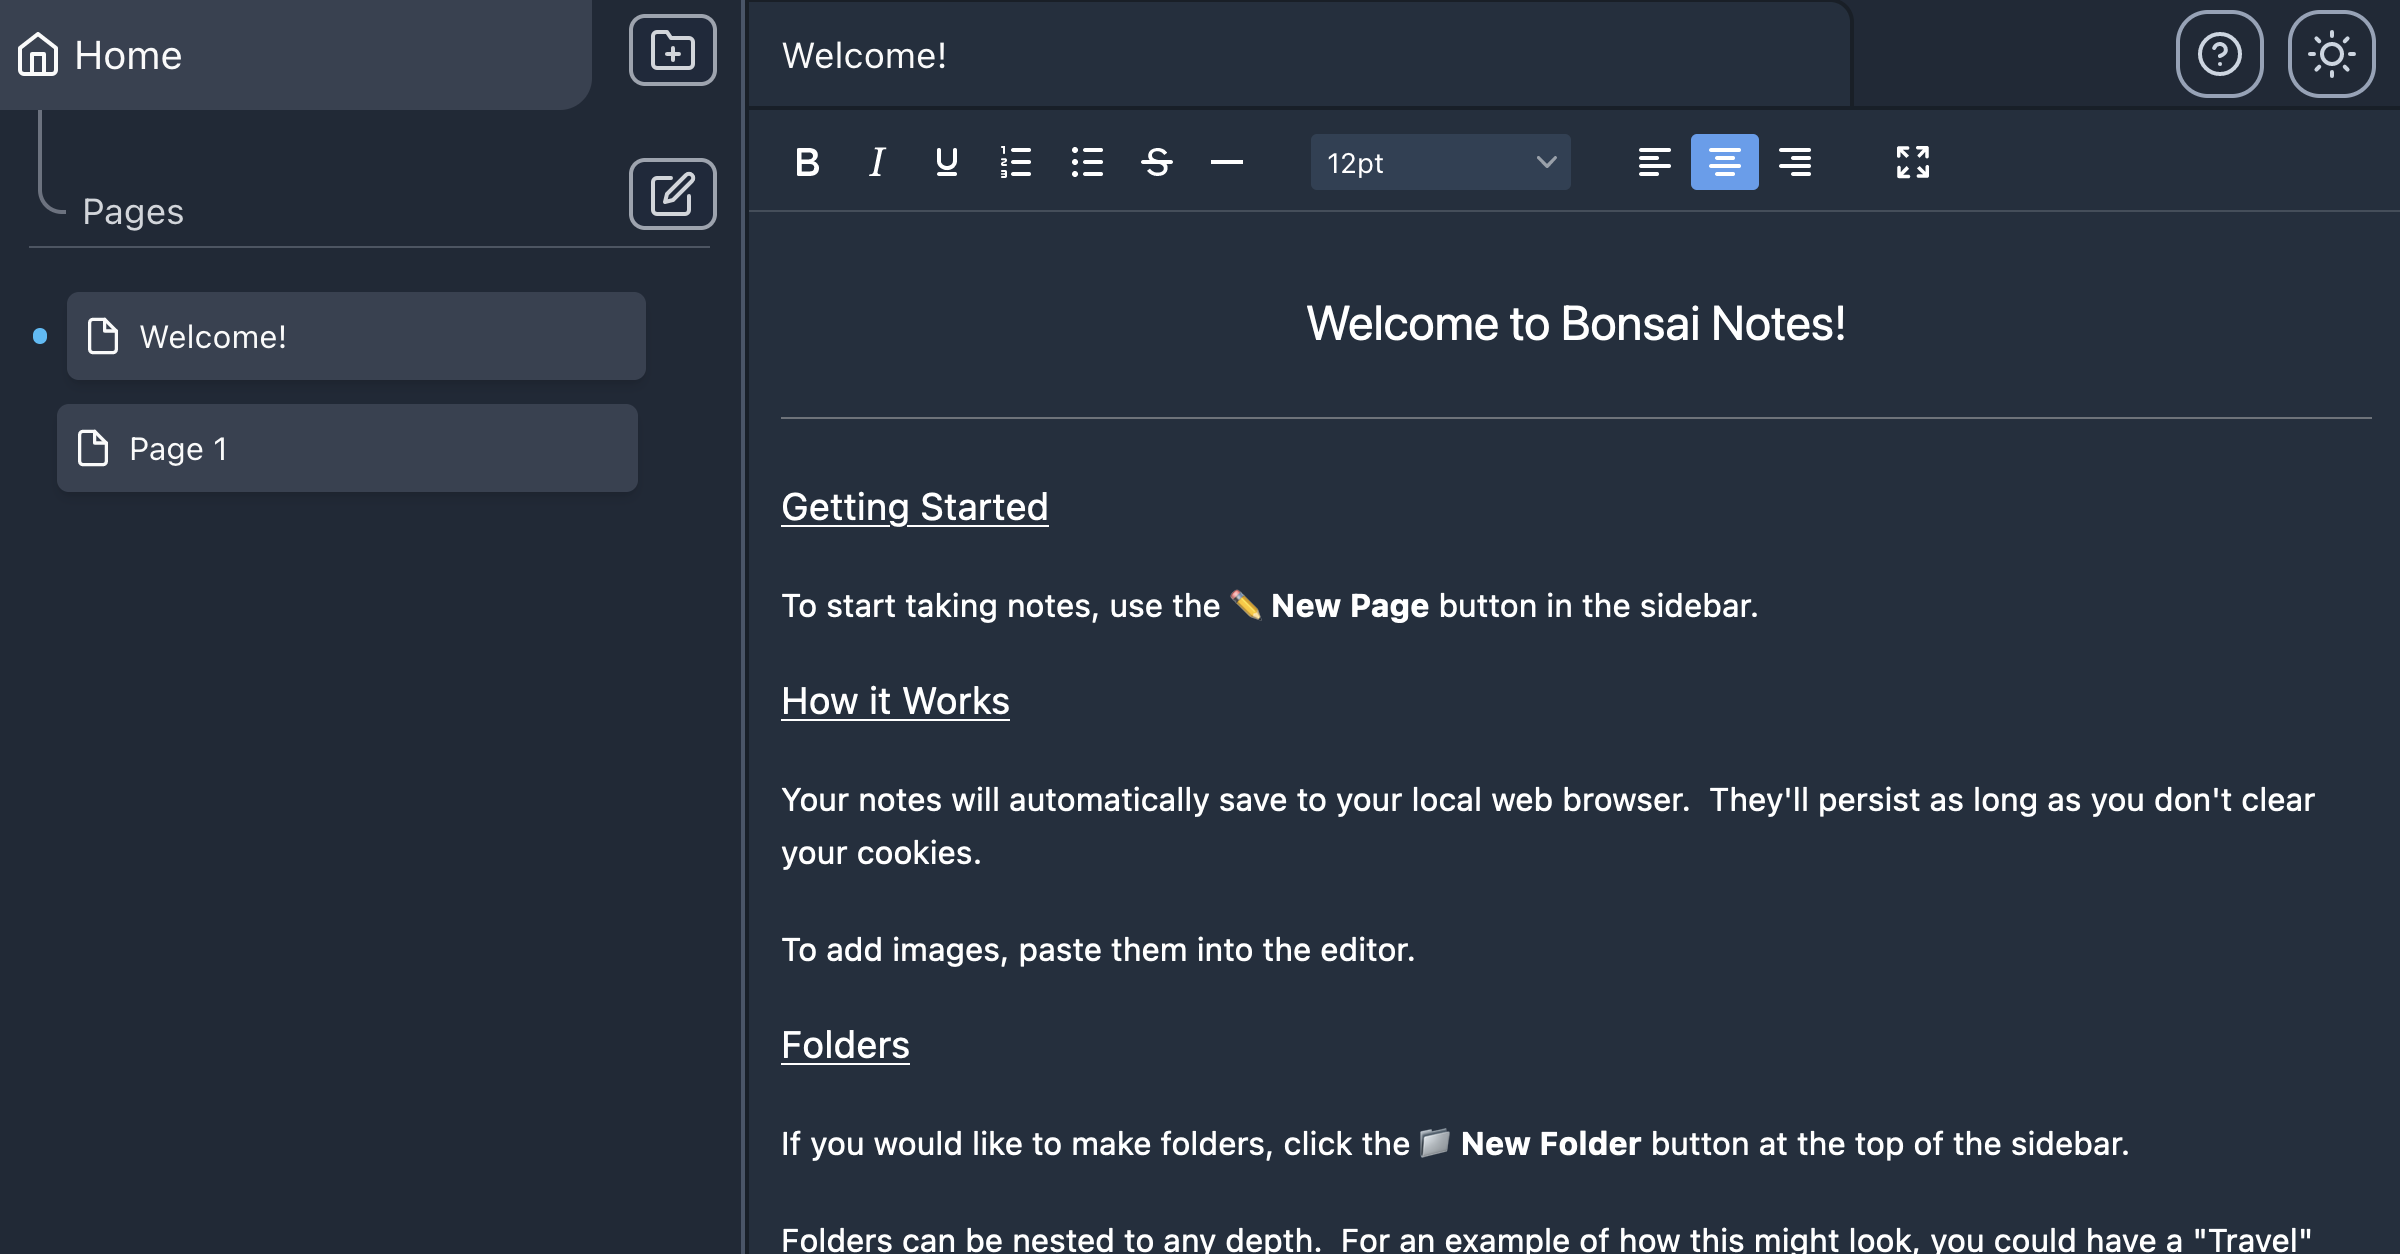 Home
Pages
Welcome!
Page 1
Welcome!
12pt
Welcome to Bonsai Notes!
Getting Started
To start taking notes, use the ✏️ New Page button in the sidebar.
How it Works
Your notes will automatically save to your local web browser.  They'll persist as long as you don't clear
your cookies.
To add images, paste them into the editor.
Folders
If you would like to make folders, click the 📁 New Folder button at the top of the sidebar.
Folders can be nested to any depth.  For an example of how this might look, you could have a "Travel"